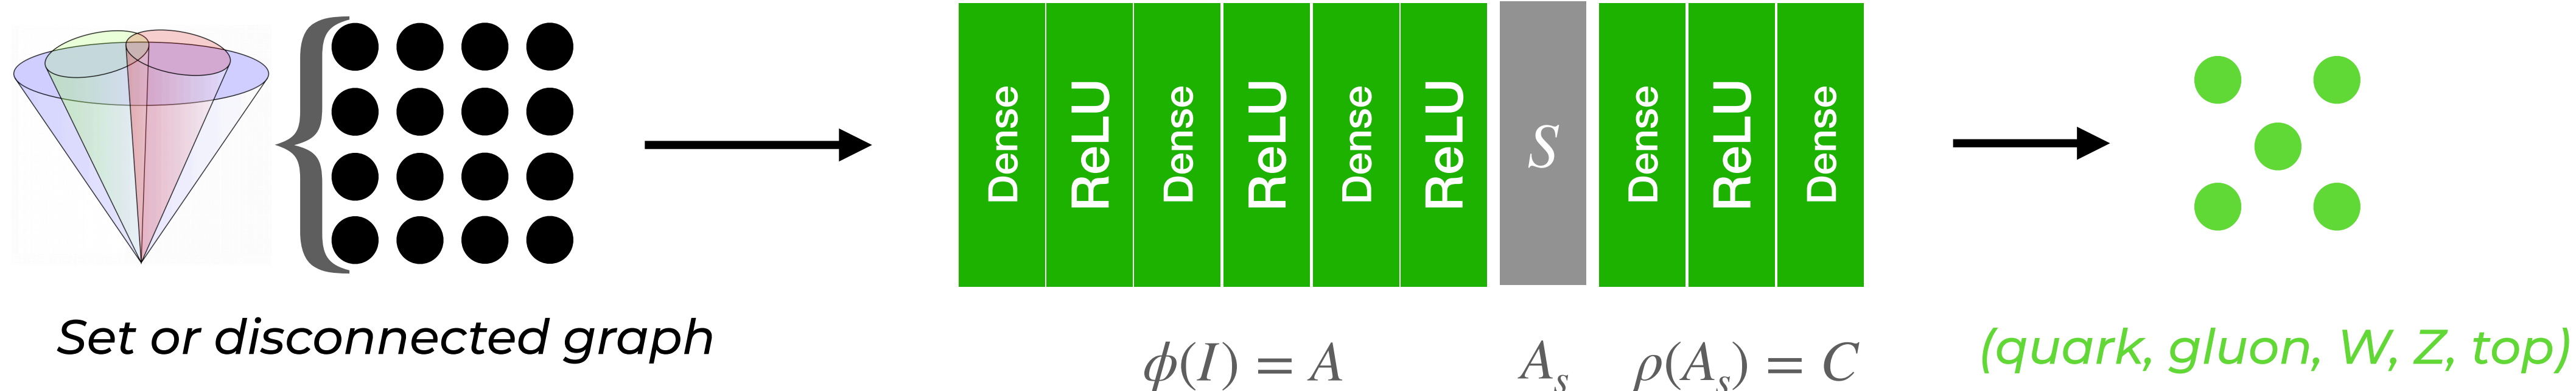 Dense
ReLU
Dense
ReLU
Dense
ReLU
S
Dense
ReLU
Dense
Set or disconnected graph
ϕ(I) = A
A_s
ρ(A_s) = C
(quark, gluon, W, Z, top)